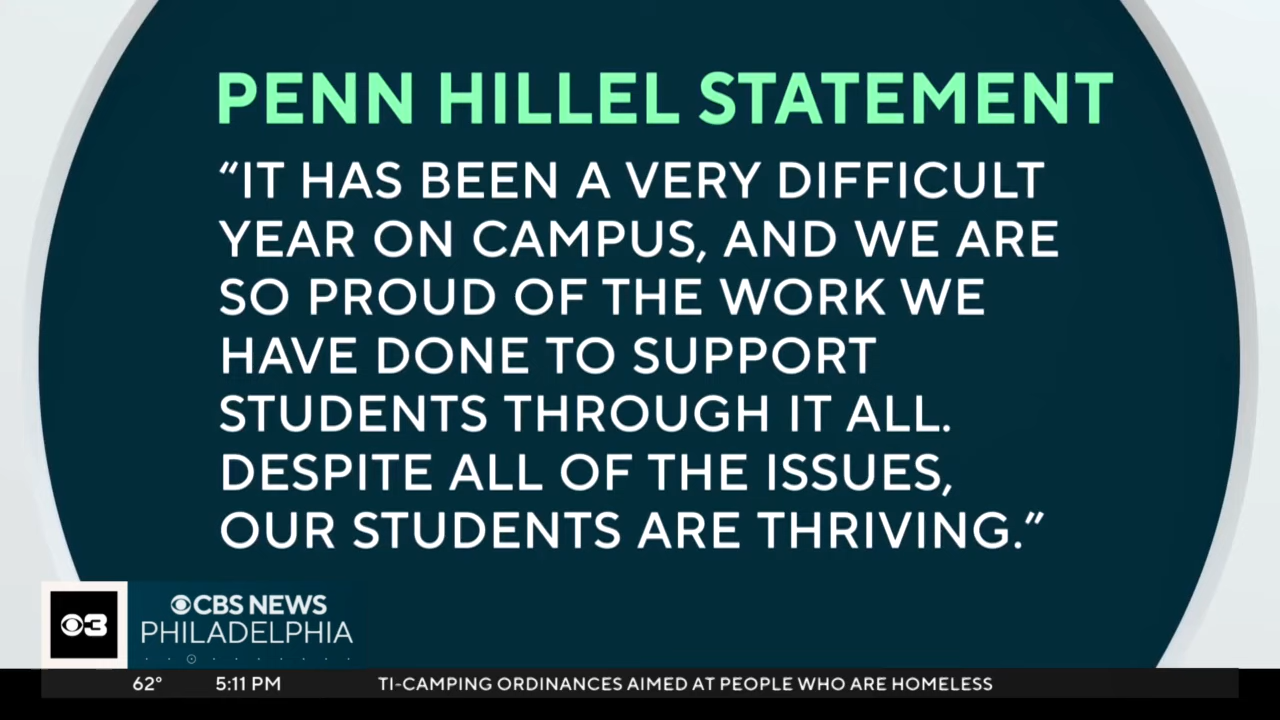 PENN HILLEL STATEMENT
“IT HAS BEEN A VERY DIFFICULT
YEAR ON CAMPUS, AND WE ARE
SO PROUD OF THE WORK WE
HAVE DONE TO SUPPORT
STUDENTS THROUGH IT ALL.
DESPITE ALL OF THE ISSUES,
OUR STUDENTS ARE THRIVING.”
3
CBS NEWS
PHILADELPHIA
62° 5:11 PM TI-CAMPING ORDINANCES AIMED AT PEOPLE WHO ARE HOMELESS